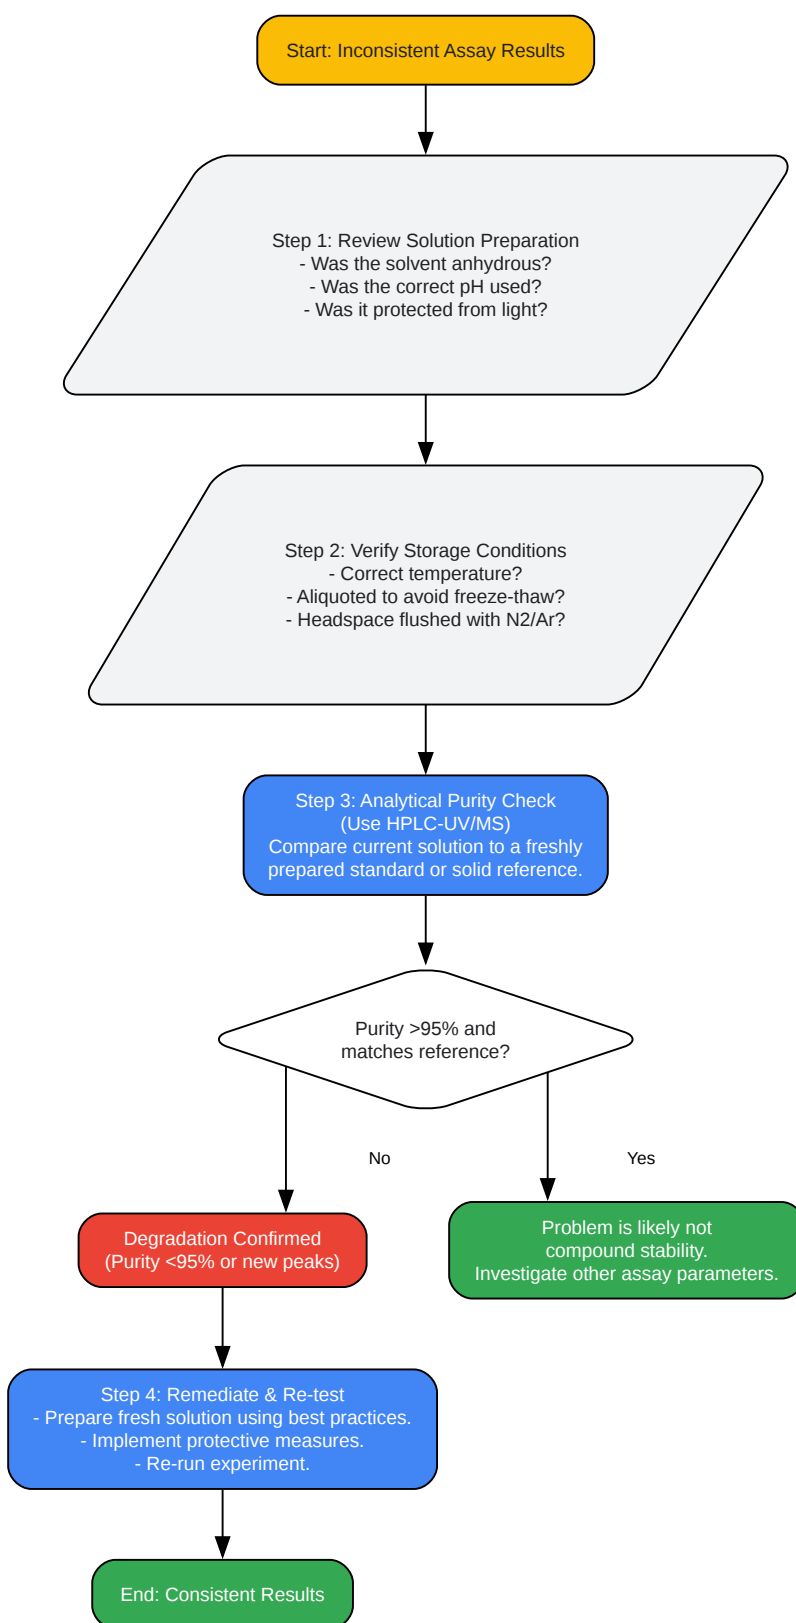 Start: Inconsistent Assay Results
Step 1: Review Solution Preparation
- Was the solvent anhydrous?
- Was the correct pH used?
- Was it protected from light?
Step 2: Verify Storage Conditions
- Correct temperature?
- Aliquoted to avoid freeze-thaw?
- Headspace flushed with N2/Ar?
Step 3: Analytical Purity Check
(Use HPLC-UV/MS)
Compare current solution to a freshly
prepared standard or solid reference.
Purity >95% and
matches reference?
No
Yes
Degradation Confirmed
(Purity <95% or new peaks)
Problem is likely not
compound stability.
Investigate other assay parameters.
Step 4: Remediate & Re-test
- Prepare fresh solution using best practices.
- Implement protective measures.
- Re-run experiment.
End: Consistent Results